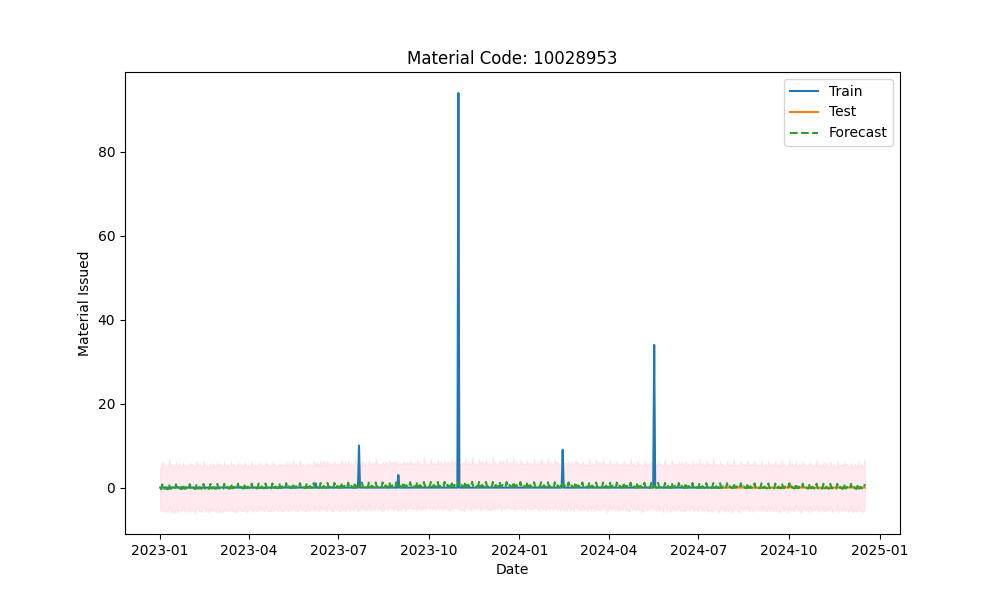 Material Code: 10028953
Train
Test
Forecast
80
60
40
20
0
Material Issued
2023-01 2023-04 2023-07 2023-10 2024-01 2024-04 2024-07 2024-10 2025-01
Date